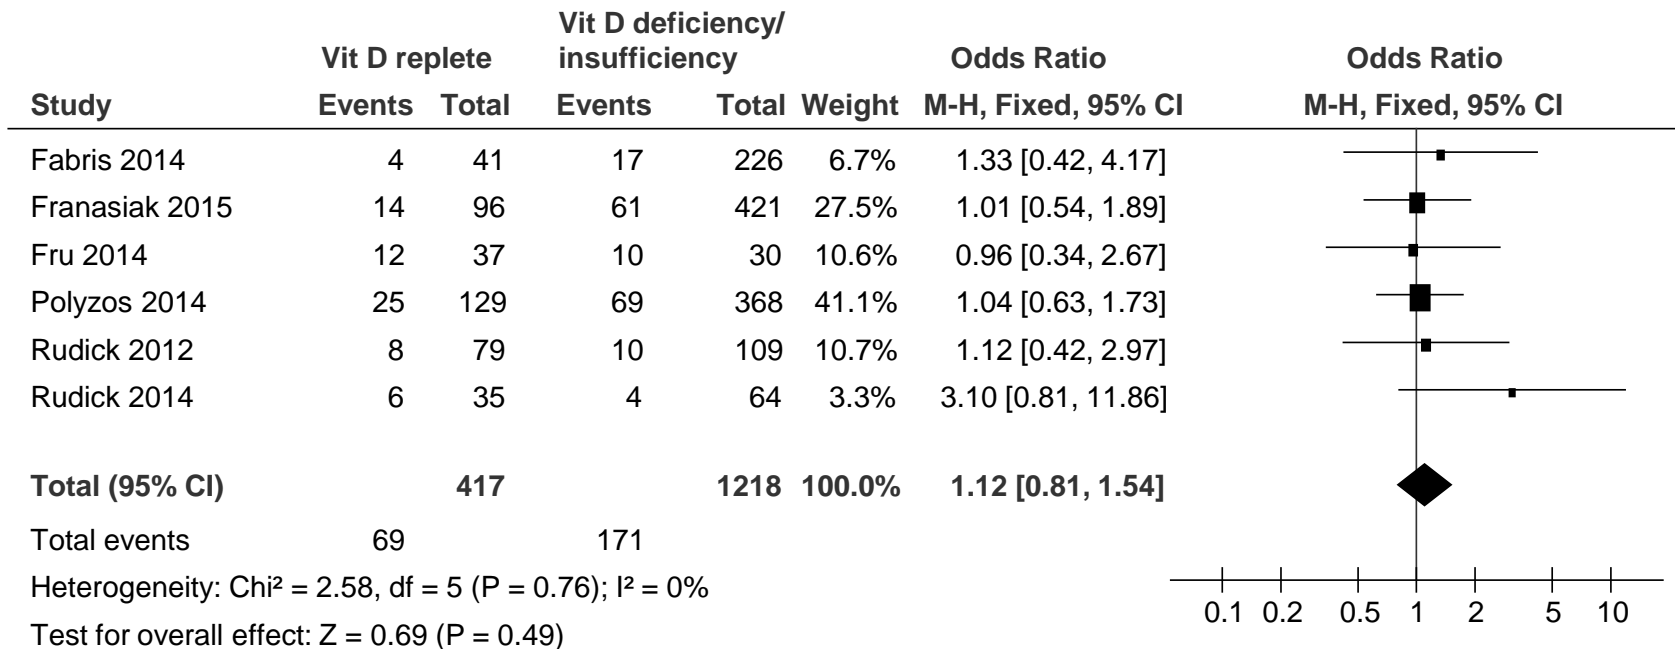 Vit D deficiency/
Vit D replete insufficiency Odds Ratio Odds Ratio
Study Events Total Events Total Weight M-H, Fixed, 95% CI M-H, Fixed, 95% CI
Fabris 2014 4 41 17 226 6.7% 1.33 [0.42, 4.17]
Franasiak 2015 14 96 61 421 27.5% 1.01 [0.54, 1.89]
Fru 2014 12 37 10 30 10.6% 0.96 [0.34, 2.67]
Polyzos 2014 25 129 69 368 41.1% 1.04 [0.63, 1.73]
Rudick 2012 8 79 10 109 10.7% 1.12 [0.42, 2.97]
Rudick 2014 6 35 4 64 3.3% 3.10 [0.81, 11.86]
Total (95% CI) 417 1218 100.0% 1.12 [0.81, 1.54]
Total events 69 171
Heterogeneity: Chi² = 2.58, df = 5 (P = 0.76); I² = 0%
0.1 0.2 0.5 1 2 5 10
Test for overall effect: Z = 0.69 (P = 0.49)